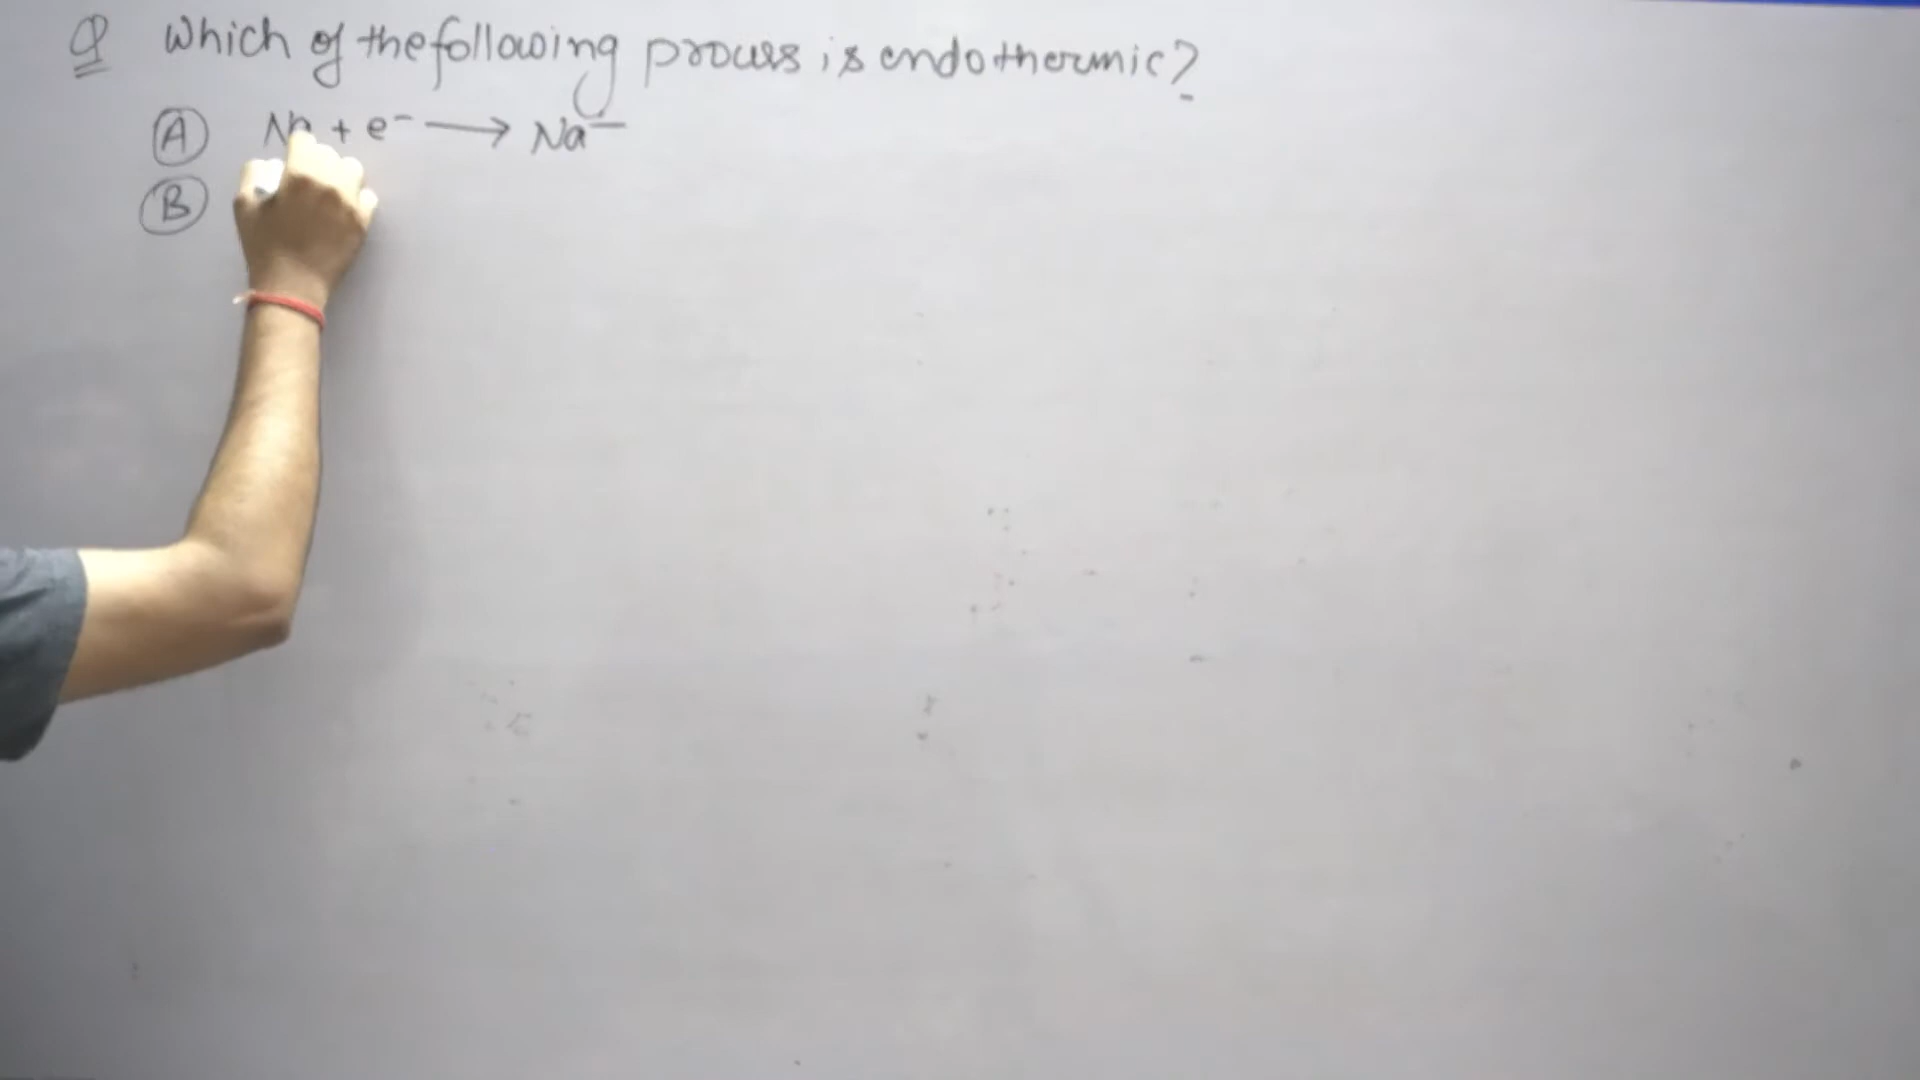 Q Which of the following process is endothermic?
(A) Na + e⁻ ⟶ Na⁻
(B)